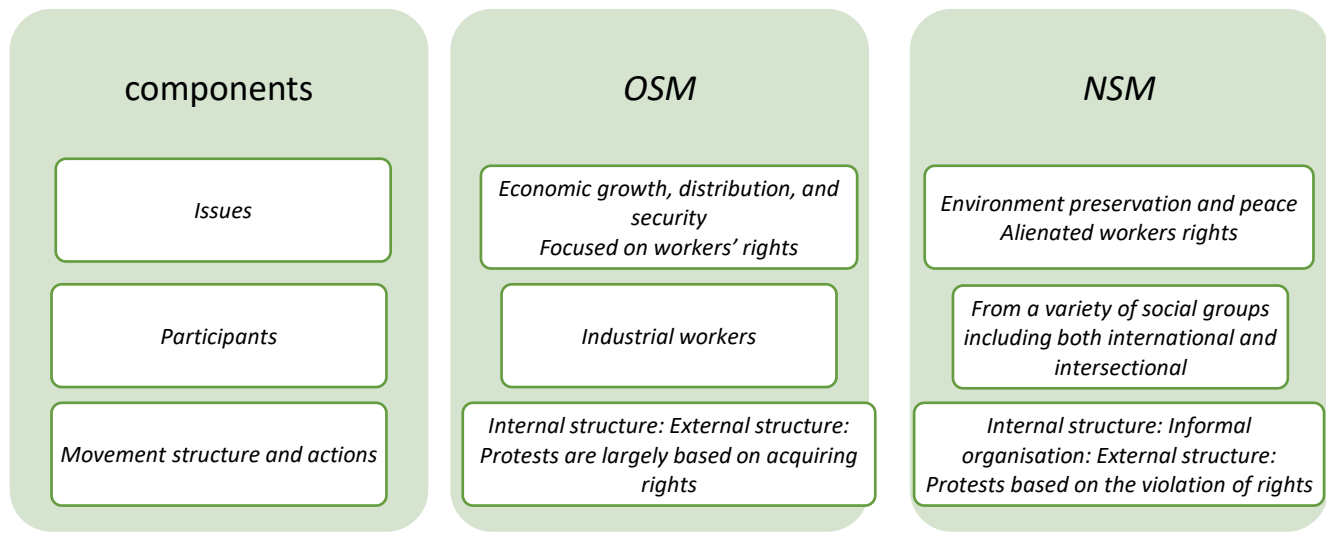 components
Issues
Participants
Movement structure and actions
OSM
Economic growth, distribution, and
security
Focused on workers’ rights
Industrial workers
Internal structure: External structure:
Protests are largely based on acquiring
rights
NSM
Environment preservation and peace
Alienated workers rights
From a variety of social groups
including both international and
intersectional
Internal structure: Informal
organisation: External structure:
Protests based on the violation of rights